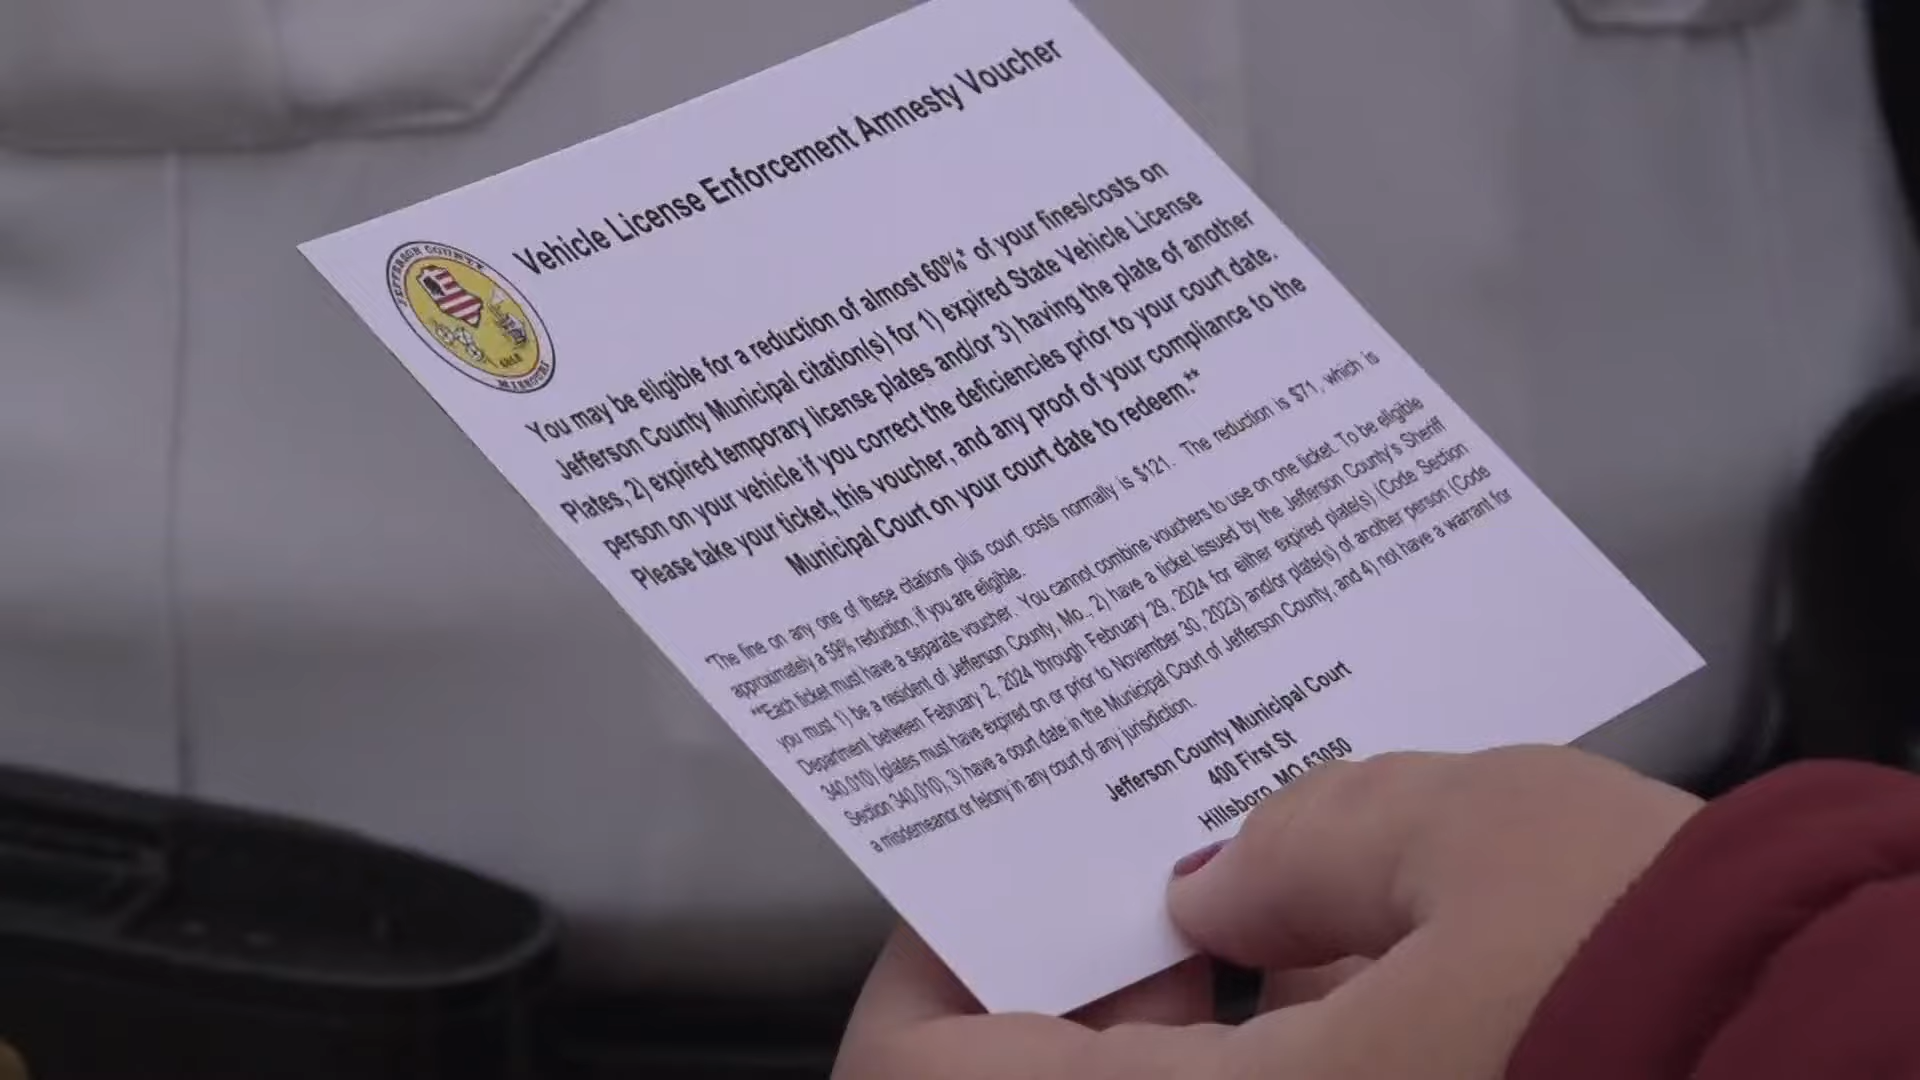 Vehicle License Enforcement Amnesty Voucher
JEFFERSON COUNTY
MISSOURI
You may be eligible for a reduction of almost 60%* of your fines/costs on
Jefferson County Municipal citation(s) for 1) expired State Vehicle License
Plates, 2) expired temporary license plates and/or 3) having the plate of another
person on your vehicle if you correct the deficiencies prior to your court date.
Please take your ticket, this voucher, and any proof of your compliance to the
Municipal Court on your court date to redeem.**
*The fine on any one of these citations plus court costs normally is $121. The reduction is $71, which is
approximately a 59% reduction, if you are eligible.
**Each ticket must have a separate voucher. You cannot combine vouchers to use on one ticket. To be eligible
you must 1) be a resident of Jefferson County, Mo., 2) have a ticket issued by the Jefferson County's Sheriff
Department between February 2, 2024 through February 29, 2024 for either expired plate(s) (Code Section
340.010) (plates must have expired on or prior to November 30, 2023) and/or plate(s) of another person (Code
Section 340.010), 3) have a court date in the Municipal Court of Jefferson County, and 4) not have a warrant for
a misdemeanor or felony in any court of any jurisdiction.
Jefferson County Municipal Court
400 First St
Hillsboro, MO 63050